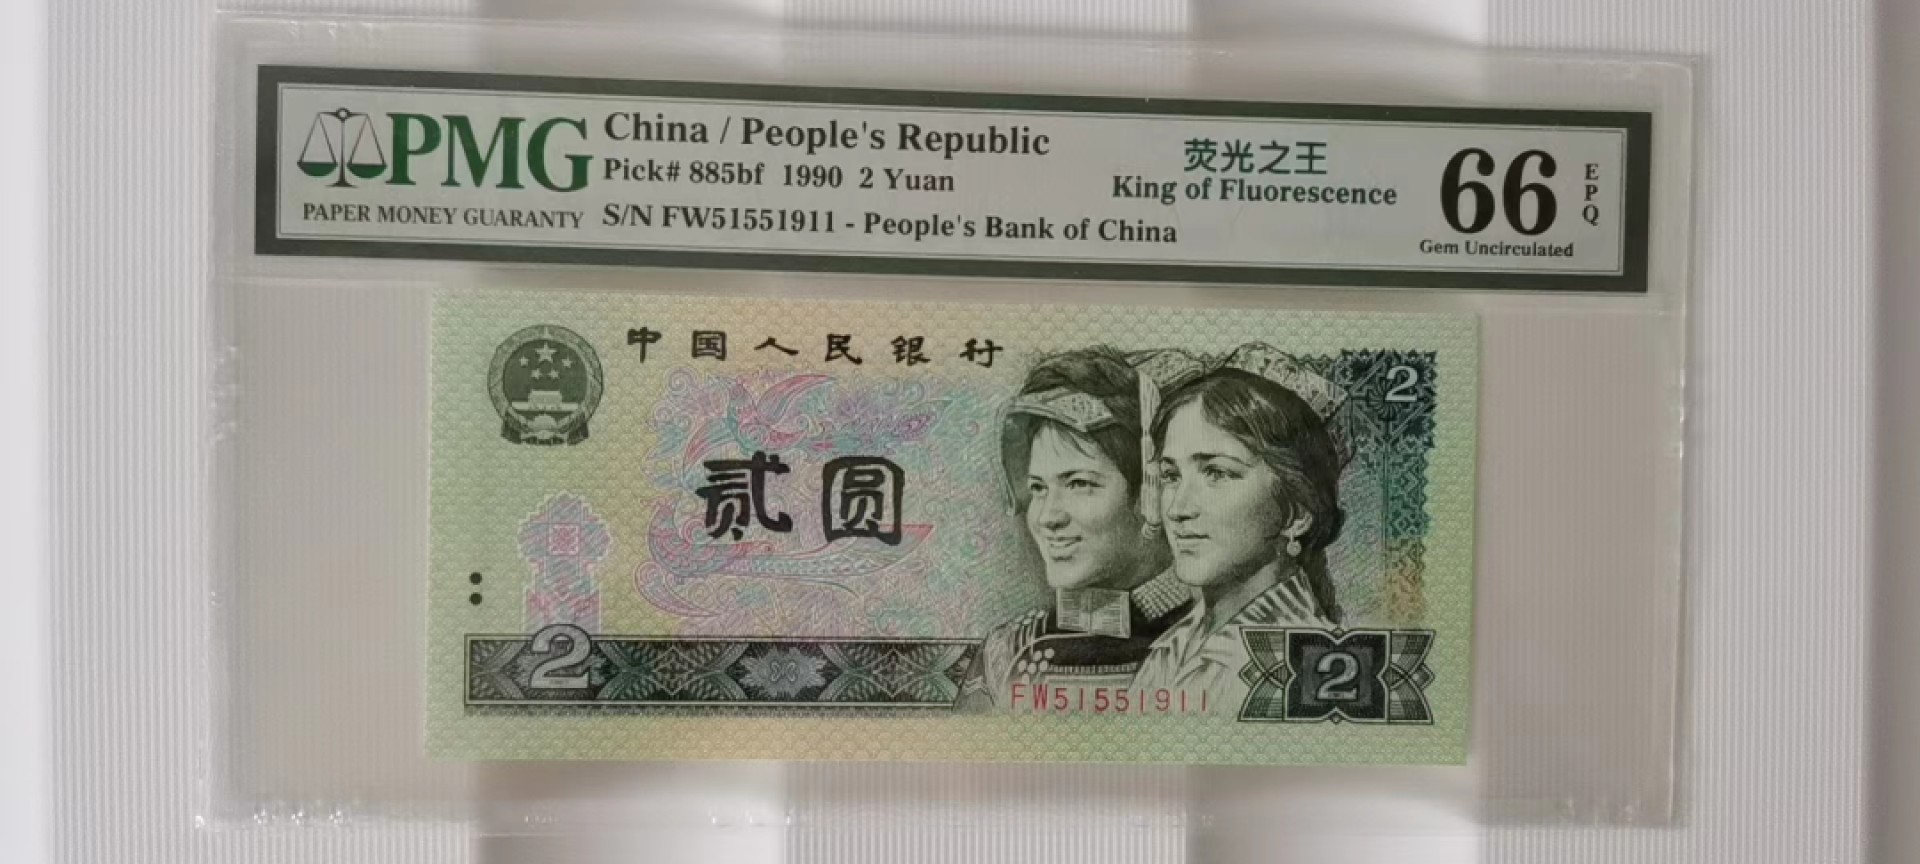 PMG
PAPER MONEY GUARANTY
China / People's Republic
Pick# 885bf 1990 2 Yuan
S/N FW51551911 - People's Bank of China
荧光之王
King of Fluorescence
66
EPQ
Gem Uncirculated
中国人民银行
2
贰圆
2
2
FW51551911